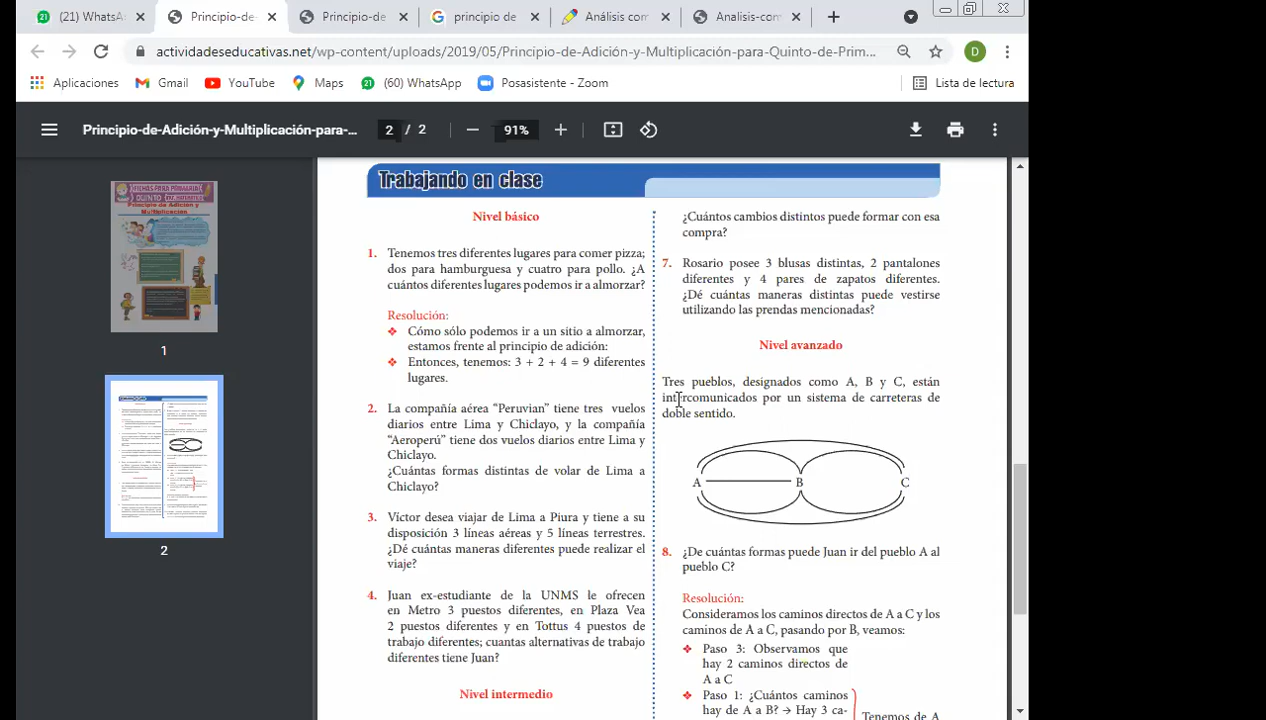 (21) WhatsA
Principio-de-
Principio-de
principio de
Análisis com
Analisis-com
actividadeseducativas.net/wp-content/uploads/2019/05/Principio-de-Adición-y-Multiplicación-para-Quinto-de-Prim...
D
Aplicaciones
Gmail
YouTube
Maps
(60) WhatsApp
Posasistente - Zoom
Lista de lectura
Principio-de-Adición-y-Multiplicación-para-...
2 / 2
91%
FICHAS PARA PRIMARIA
QUINTO
Principio de Adición y
Multiplicación
1
2
Trabajando en clase
Nivel básico
1. Tenemos tres diferentes lugares para comer pizza;
dos para hamburguesa y cuatro para pollo. ¿A
cuántos diferentes lugares podemos ir a almorzar?
Resolución:
❖ Cómo sólo podemos ir a un sitio a almorzar,
estamos frente al principio de adición:
❖ Entonces, tenemos: 3 + 2 + 4 = 9 diferentes
lugares.
2. La compañía aérea “Peruvian” tiene tres vuelos
diarios entre Lima y Chiclayo, y la compañía
“Aeroperú” tiene dos vuelos diarios entre Lima y
Chiclayo.
¿Cuántas formas distintas de volar de Lima a
Chiclayo?
3. Víctor desea viajar de Lima a Piura y tiene a su
disposición 3 líneas aéreas y 5 líneas terrestres.
¿Dé cuántas maneras diferentes puede realizar el
viaje?
4. Juan ex-estudiante de la UNMS le ofrecen
en Metro 3 puestos diferentes, en Plaza Vea
2 puestos diferentes y en Tottus 4 puestos de
trabajo diferentes; cuantas alternativas de trabajo
diferentes tiene Juan?
Nivel intermedio
¿Cuántos cambios distintos puede formar con esa
compra?
7. Rosario posee 3 blusas distintas, 2 pantalones
diferentes y 4 pares de zapatos diferentes.
¿Dé cuántas maneras distintas puede vestirse
utilizando las prendas mencionadas?
Nivel avanzado
Tres pueblos, designados como A, B y C, están
intercomunicados por un sistema de carreteras de
doble sentido.
A B C
8. ¿De cuántas formas puede Juan ir del pueblo A al
pueblo C?
Resolución:
Consideramos los caminos directos de A a C y los
caminos de A a C, pasando por B, veamos:
❖ Paso 3: Observamos que
hay 2 caminos directos de
A a C
❖ Paso 1: ¿Cuántos caminos
hay de A a B? → Hay 3 ca-
Tenemos de A